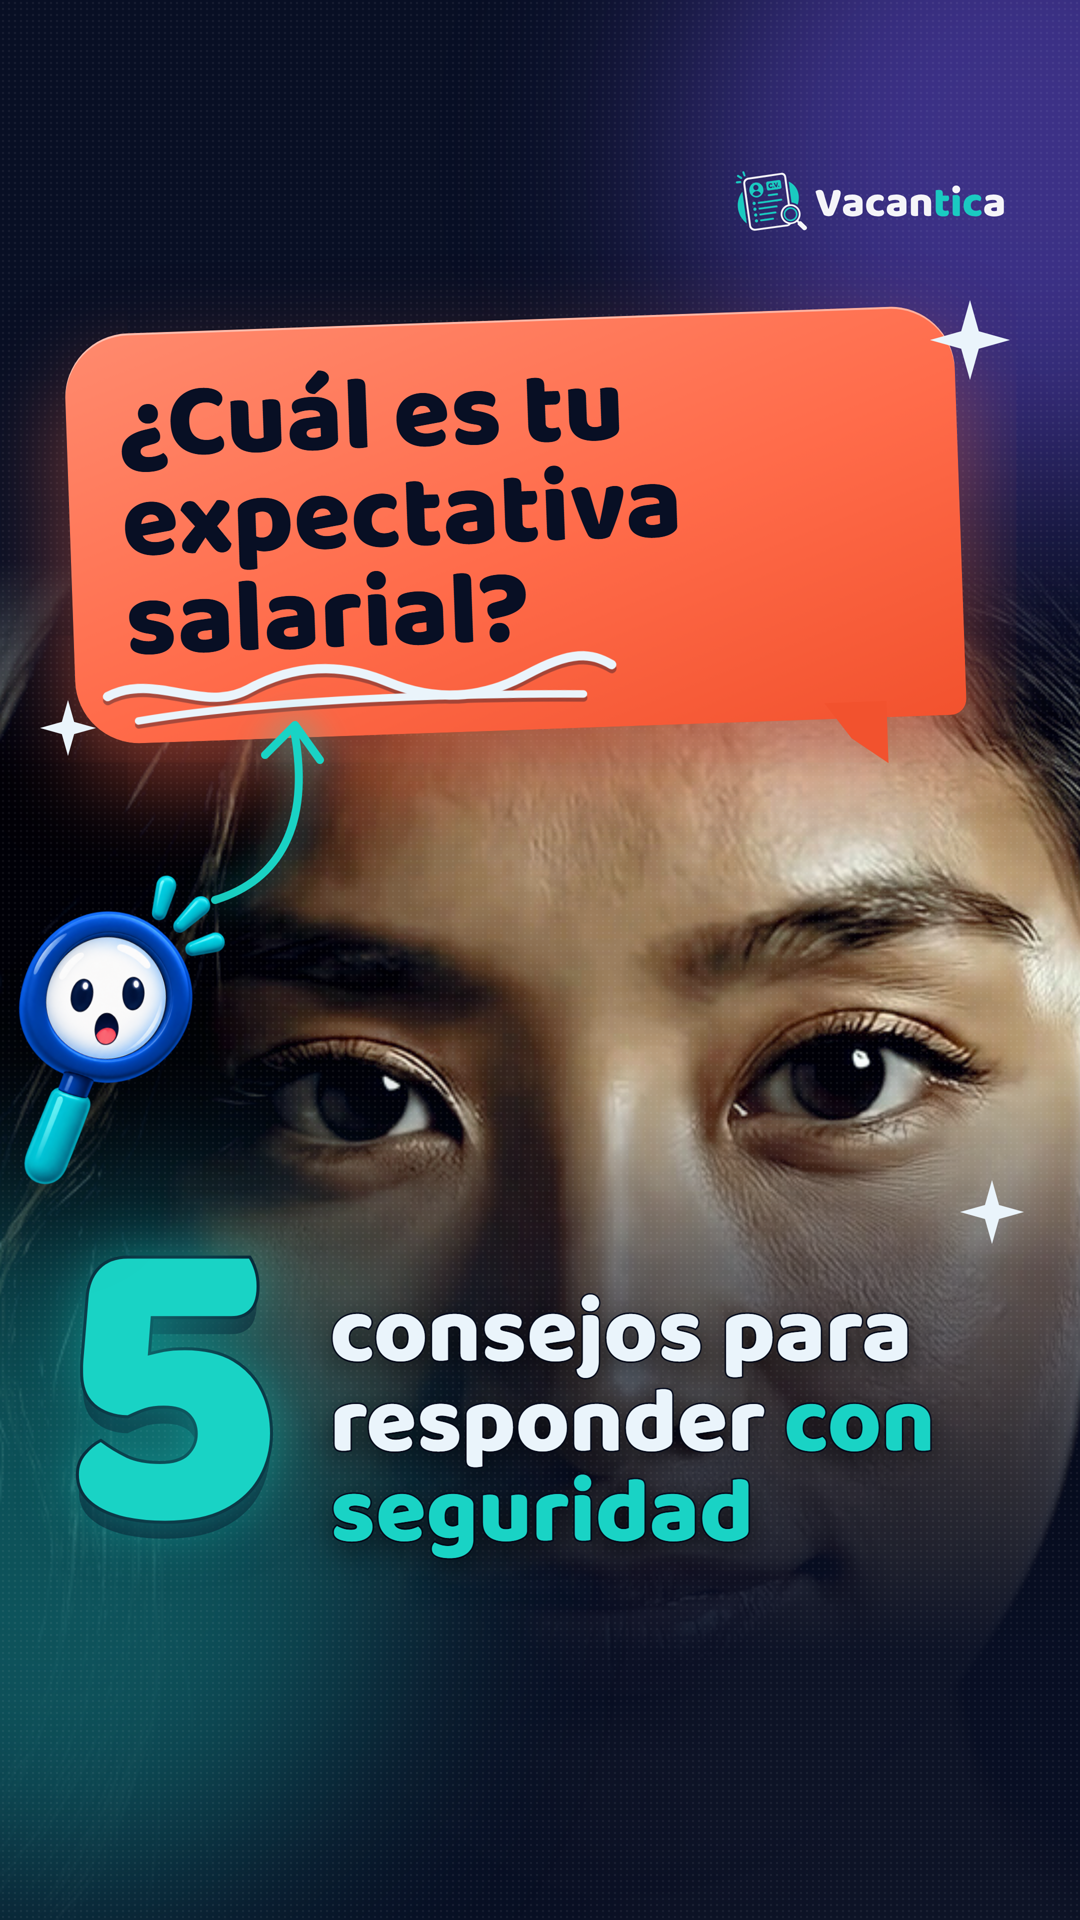 C.V.
Vacantica
¿Cuál es tu
expectativa
salarial?
5
consejos para
responder con
seguridad